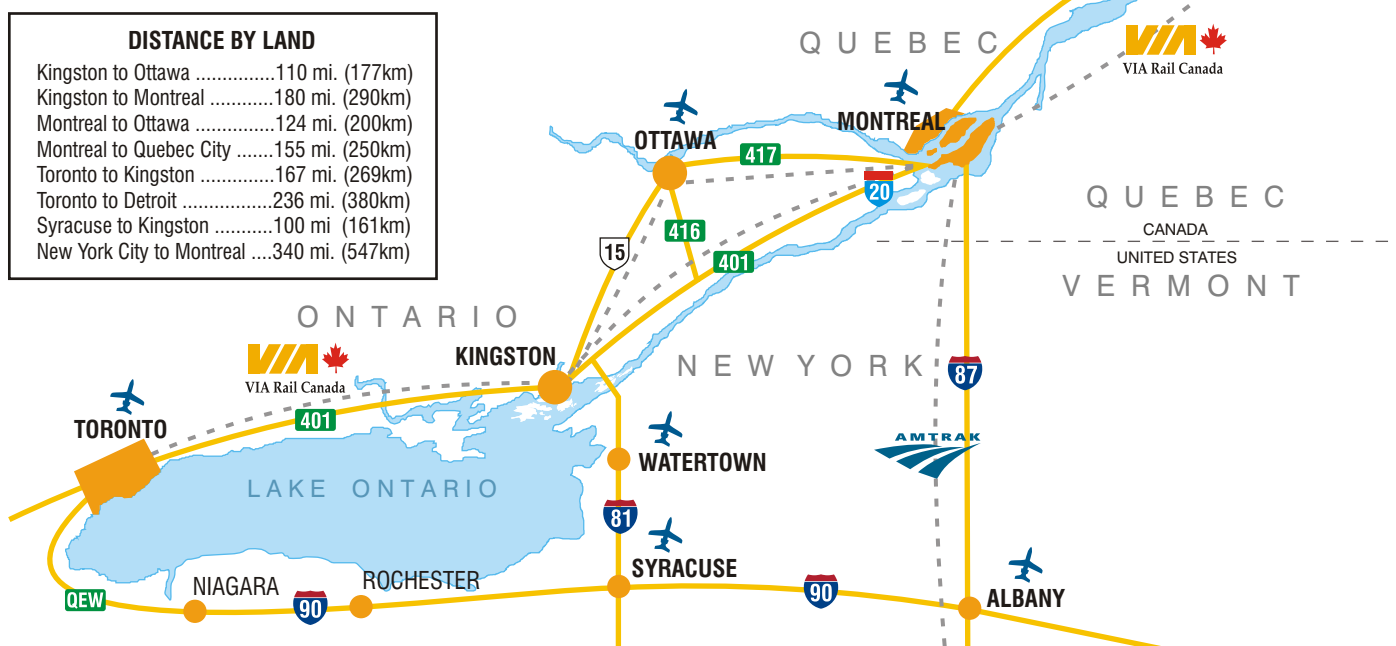 DISTANCE BY LAND
Kingston to Ottawa ...............110 mi. (177km)
Kingston to Montreal ............180 mi. (290km)
Montreal to Ottawa ...............124 mi. (200km)
Montreal to Quebec City .......155 mi. (250km)
Toronto to Kingston ..............167 mi. (269km)
Toronto to Detroit .................236 mi. (380km)
Syracuse to Kingston ...........100 mi (161km)
New York City to Montreal ....340 mi. (547km)
QUEBEC
VIA
VIA Rail Canada
MONTREAL
OTTAWA
417
20
QUEBEC
416
CANADA
15
401
UNITED STATES
VERMONT
ONTARIO
KINGSTON
VIA
VIA Rail Canada
NEW YORK
87
401
TORONTO
AMTRAK
WATERTOWN
LAKE ONTARIO
81
SYRACUSE
ROCHESTER
NIAGARA
QEW
90
90
ALBANY